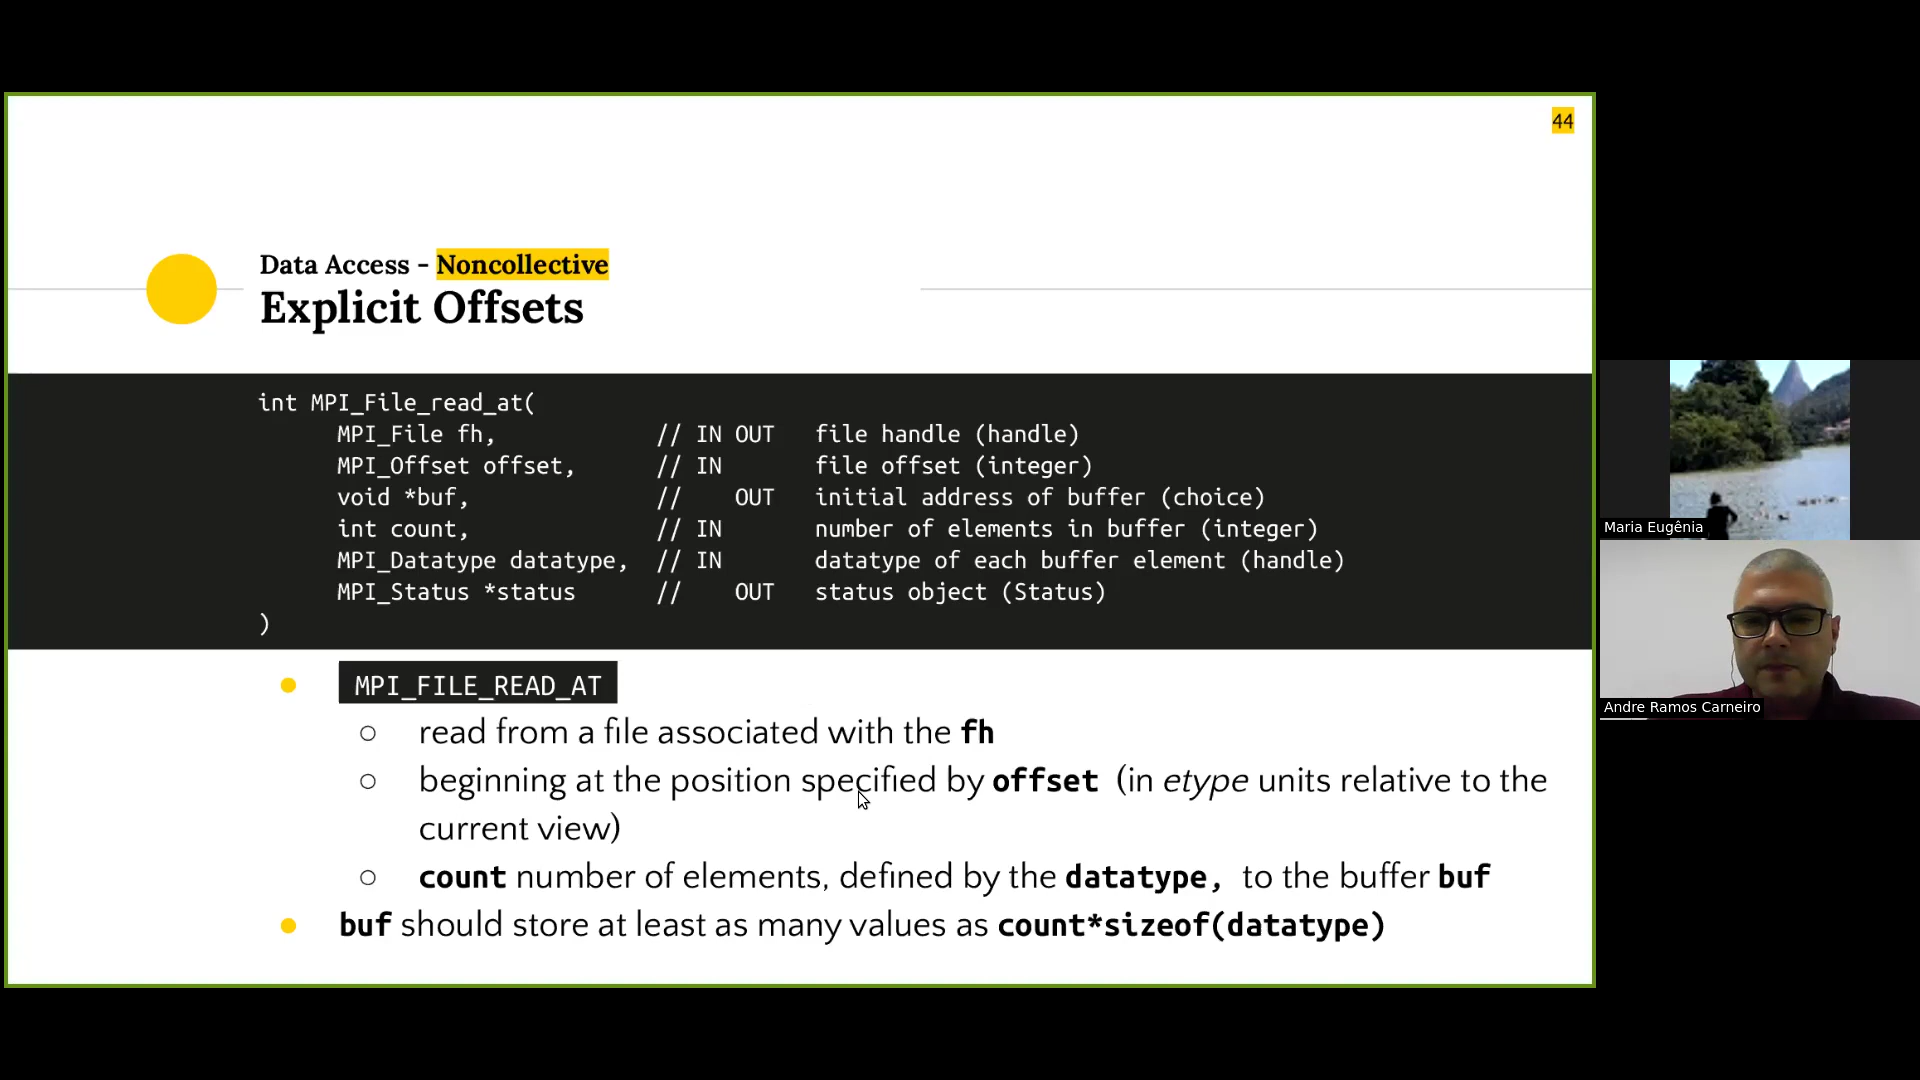 44
Data Access - Noncollective
Explicit Offsets
int MPI_File_read_at(
MPI_File fh, // IN OUT file handle (handle)
MPI_Offset offset, // IN file offset (integer)
void *buf, // OUT initial address of buffer (choice)
int count, // IN number of elements in buffer (integer)
MPI_Datatype datatype, // IN datatype of each buffer element (handle)
MPI_Status *status // OUT status object (Status)
)
● MPI_FILE_READ_AT
○ read from a file associated with the fh
○ beginning at the position specified by offset (in etype units relative to the
current view)
○ count number of elements, defined by the datatype, to the buffer buf
● buf should store at least as many values as count*sizeof(datatype)
Maria Eugênia
Andre Ramos Carneiro